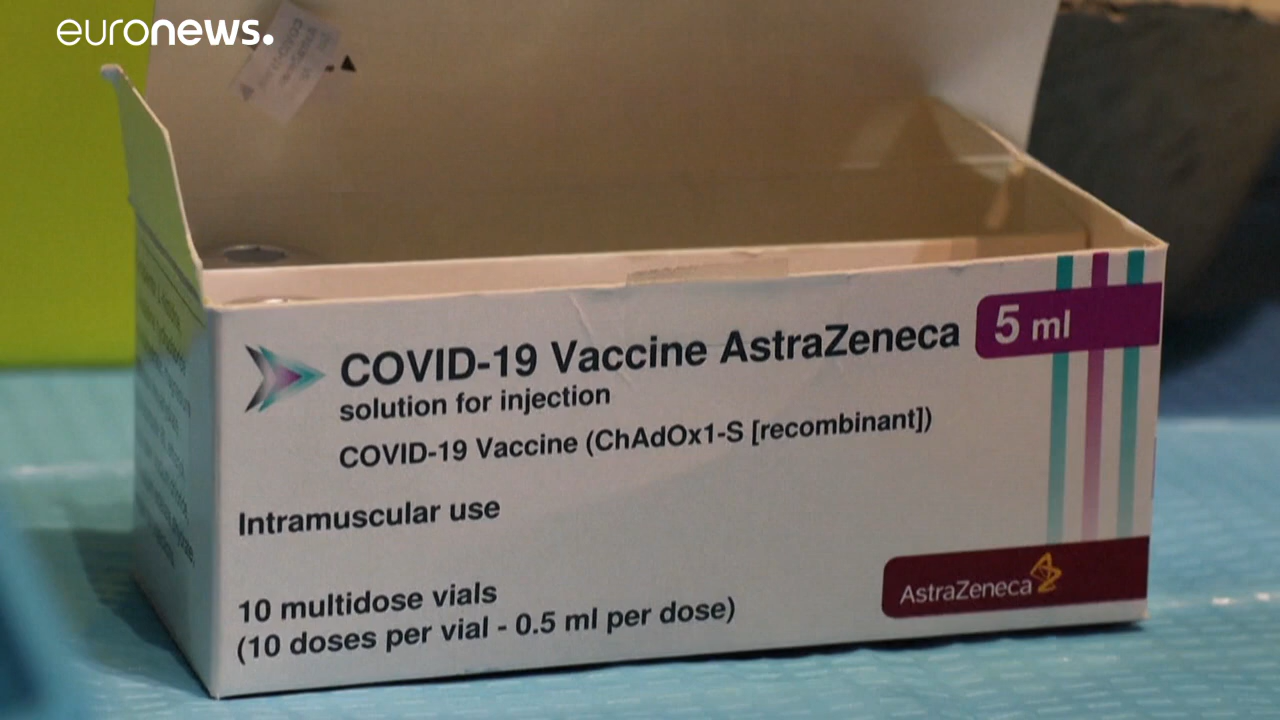 euronews.
COVID-19 Vaccine AstraZeneca
5 ml
solution for injection
COVID-19 Vaccine (ChAdOx1-S [recombinant])
Intramuscular use
10 multidose vials
(10 doses per vial - 0.5 ml per dose)
AstraZeneca